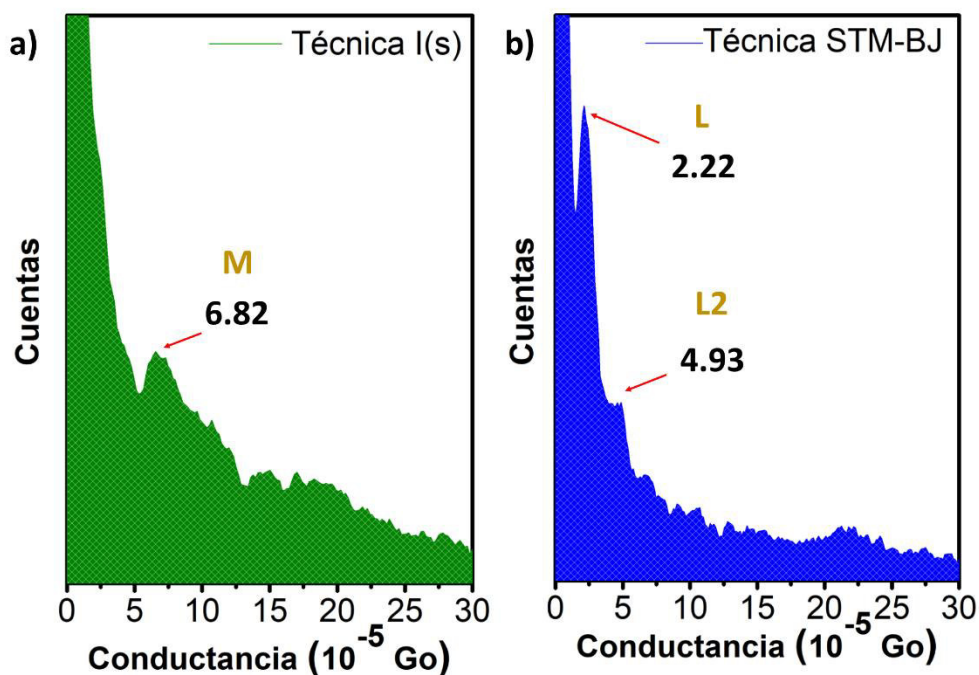 a)
Técnica I(s)
M
6.82
Cuentas
0 5 10 15 20 25 30
Conductancia (10⁻⁵ Go)
b)
Técnica STM-BJ
L
2.22
L2
4.93
Cuentas
0 5 10 15 20 25 30
Conductancia (10⁻⁵ Go)